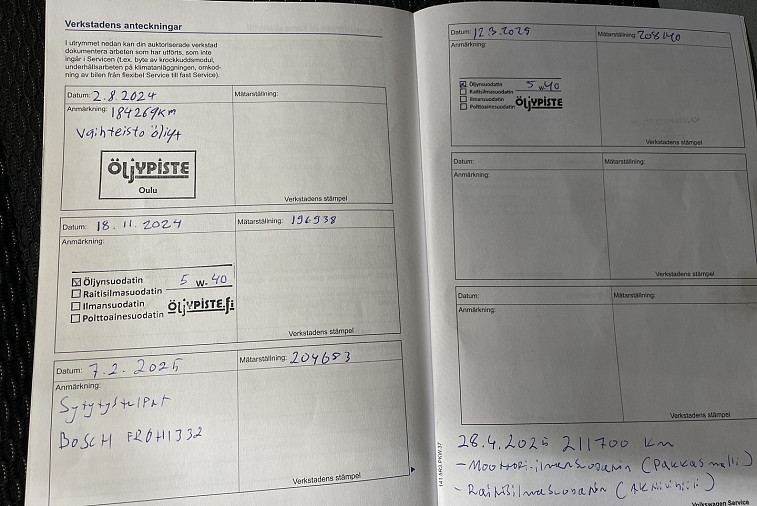 Verkstadens anteckningar
I utrymmet nedan kan din auktoriserade verkstad
dokumentera arbeten som har utförts, som inte
ingår i Servicen (t.ex. byte av krockkuddsmodul,
underhållsarbeten på klimatanläggningen, omkod-
ning av bilen från flexibel Service till fast Service).
Datum: 2.8.2024
Mätarställning:
Anmärkning: 184269km
Vaihteisto öljyt
ÖljYPISTE
Oulu
Verkstadens stämpel
Datum: 18.11.2024
Mätarställning: 196938
Anmärkning:
Öljynsuodatin 5 W-40
Raitisilmasuodatin
Ilmansuodatin ÖljYPISTE.fi
Polttoainesuodatin
Verkstadens stämpel
Datum: 7.2.2025
Mätarställning: 204683
Anmärkning:
Sytytystulpat
BOSCH
Verkstadens stämpel
Datum: 12.3.2025
Mätarställning: 208140
Anmärkning:
Öljynsuodatin 5 W-40
Raitisilmasuodatin
Ilmansuodatin ÖljYPISTE
Polttoainesuodatin
Verkstadens stämpel
Datum:
Mätarställning:
Anmärkning:
Verkstadens stämpel
Datum:
Mätarställning:
Anmärkning:
Verkstadens stämpel
28.4.2025 211700 km
- Moottori-ilmansuodatin (Pakkasmalli)
- Raitisilmasuodatin (Aktiivihiili)
Volkswagen Service